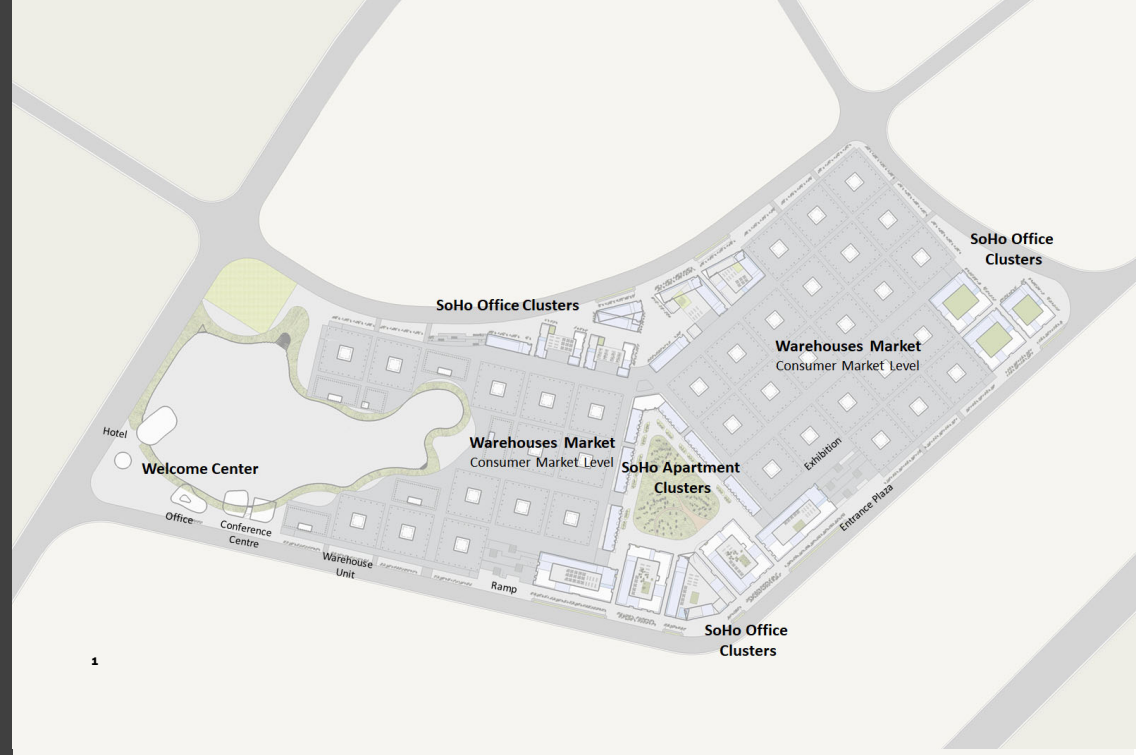 SoHo Office
Clusters
SoHo Office Clusters
Warehouses Market
Consumer Market Level
Hotel
Welcome Center
Warehouses Market
Consumer Market Level
SoHo Apartment
Clusters
Exhibition
Entrance Plaza
Office
Conference
Centre
Warehouse
Unit
Ramp
SoHo Office
Clusters
1